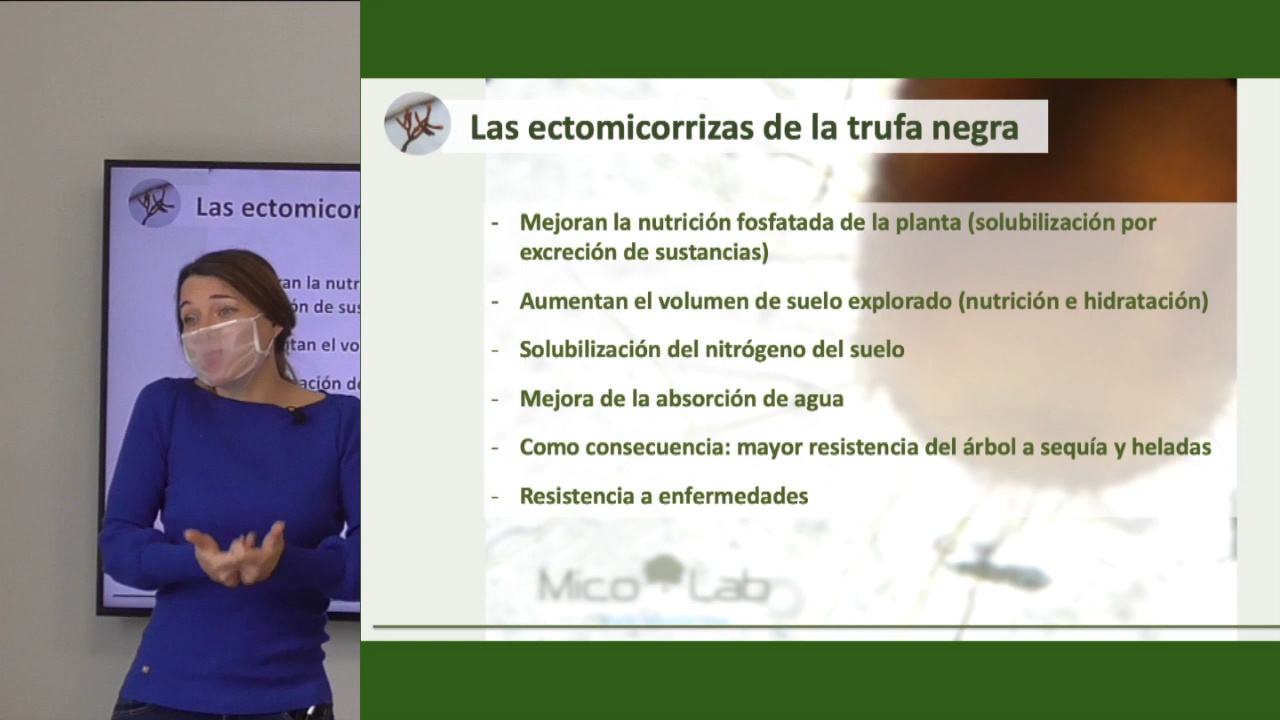 Las ectomicorrizas de la trufa negra
- Mejoran la nutrición fosfatada de la planta (solubilización por
excreción de sustancias)
- Aumentan el volumen de suelo explorado (nutrición e hidratación)
- Solubilización del nitrógeno del suelo
- Mejora de la absorción de agua
- Como consecuencia: mayor resistencia del árbol a sequía y heladas
- Resistencia a enfermedades
Mico Lab
Las ectomicor
ran la nutr
ón de sus
tan el vo
ación de